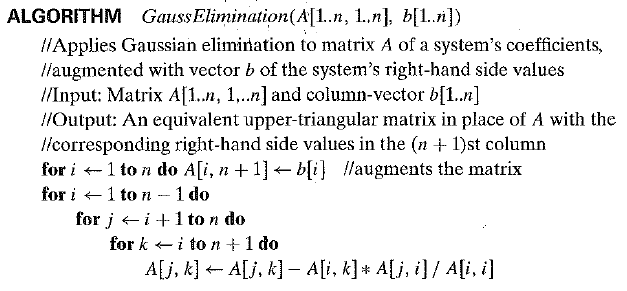 ALGORITHM GaussElimination(A[1..n, 1..n], b[1..n])
//Applies Gaussian elimination to matrix A of a system's coefficients,
//augmented with vector b of the system's right-hand side values
//Input: Matrix A[1..n, 1,..n] and column-vector b[1..n]
//Output: An equivalent upper-triangular matrix in place of A with the
//corresponding right-hand side values in the (n + 1)st column
for i ← 1 to n do A[i, n + 1] ← b[i] //augments the matrix
for i ← 1 to n − 1 do
for j ← i + 1 to n do
for k ← i to n + 1 do
A[j, k] ← A[j, k] − A[i, k] * A[j, i] / A[i, i]